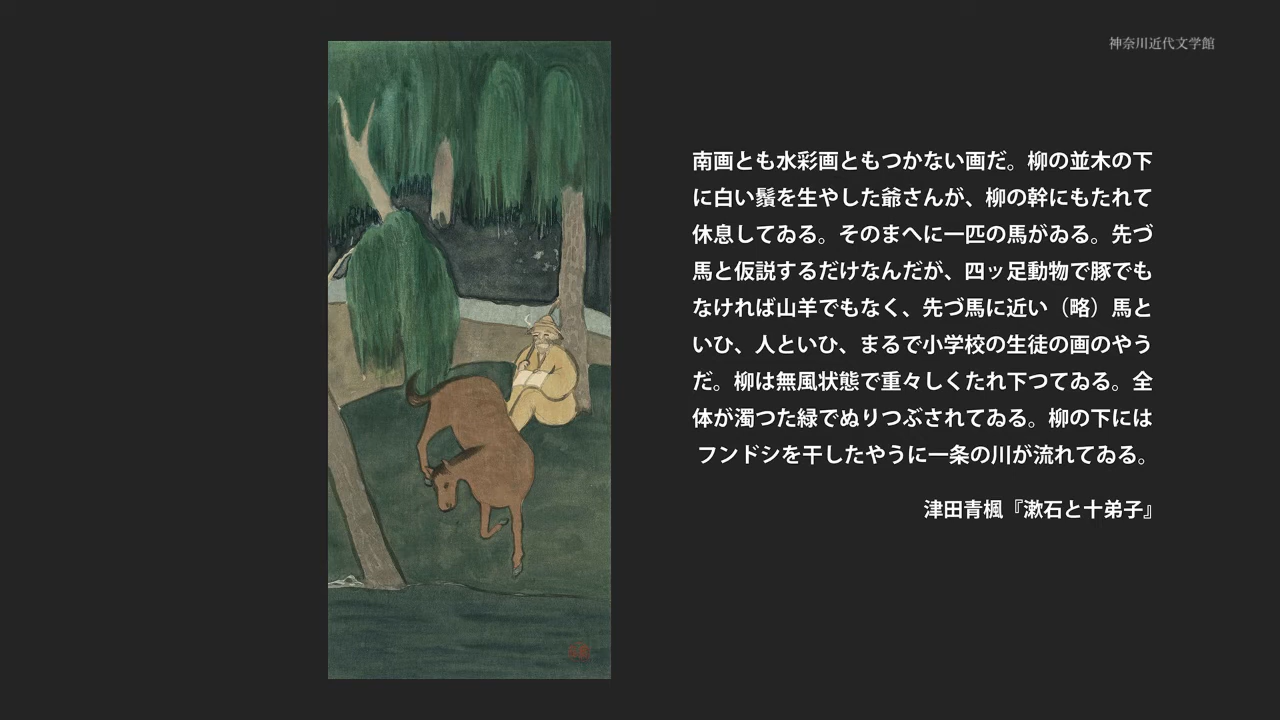 神奈川近代文学館
南画とも水彩画ともつかない画だ。柳の並木の下
に白い鬚を生やした爺さんが、柳の幹にもたれて
休息してゐる。そのまへに一匹の馬がゐる。先づ
馬と仮説するだけなんだが、四ッ足動物で豚でも
なければ山羊でもなく、先づ馬に近い（略）馬と
いひ、人といひ、まるで小学校の生徒の画のやう
だ。柳は無風状態で重々しくたれ下つてゐる。全
体が濁つた緑でぬりつぶされてゐる。柳の下には
フンドシを干したやうに一条の川が流れてゐる。
津田青楓『漱石と十弟子』